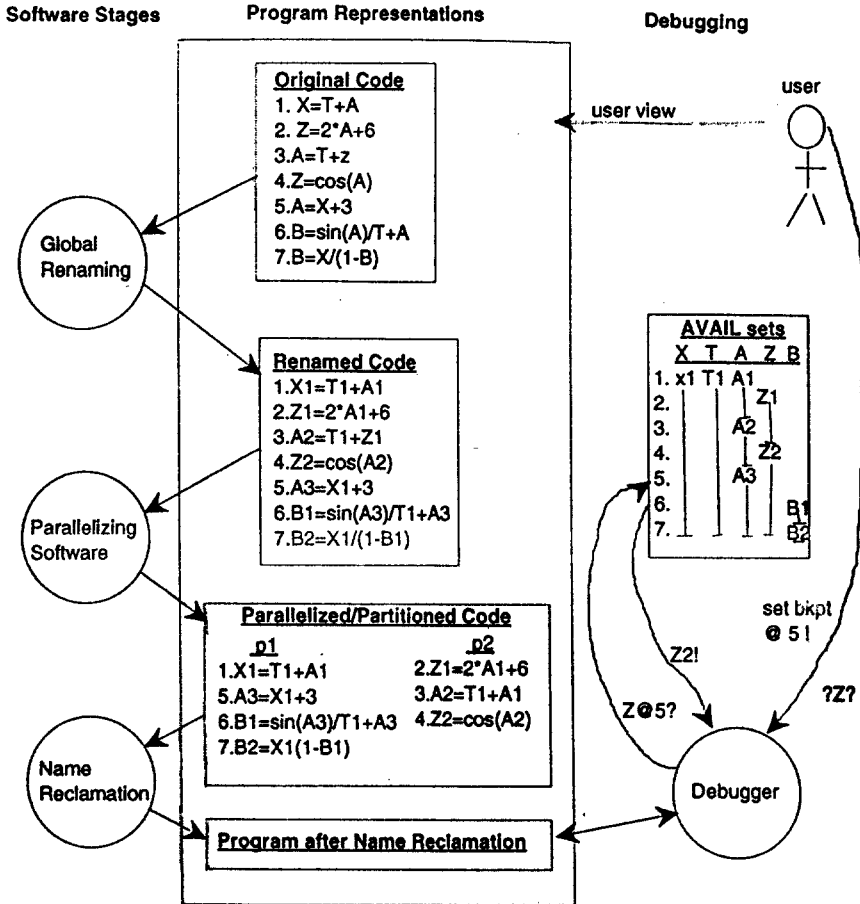 Software Stages
Program Representations
Debugging
Original Code
1. X=T+A
2. Z=2*A+6
3.A=T+z
4.Z=cos(A)
5.A=X+3
6.B=sin(A)/T+A
7.B=X/(1-B)
user view
user
Global
Renaming
Renamed Code
1.X1=T1+A1
2.Z1=2*A1+6
3.A2=T1+Z1
4.Z2=cos(A2)
5.A3=X1+3
6.B1=sin(A3)/T1+A3
7.B2=X1/(1-B1)
AVAIL sets
X T A Z B
1. x1 T1 A1
2. Z1
3. A2
4. Z2
5. A3
6. B1
7. B2
Parallelizing
Software
Parallelized/Partitioned Code
p1 p2
1.X1=T1+A1 2.Z1=2*A1+6
5.A3=X1+3 3.A2=T1+A1
6.B1=sin(A3)/T1+A3 4.Z2=cos(A2)
7.B2=X1(1-B1)
set bkpt
@ 5!
Z2!
?Z?
Z@5?
Name
Reclamation
Debugger
Program after Name Reclamation